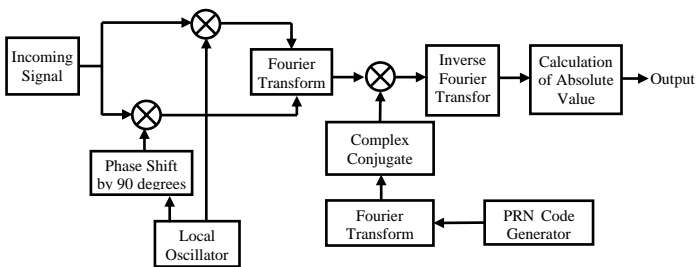 Incoming
Signal
Fourier
Transform
Inverse
Fourier
Transfor
Calculation
of Absolute
Value
Output
Phase Shift
by 90 degrees
Complex
Conjugate
Local
Oscillator
Fourier
Transform
PRN Code
Generator